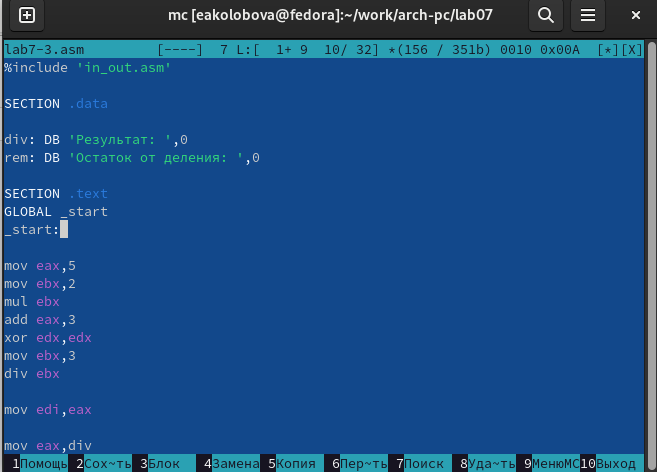 mc [eakolobova@fedora]:~/work/arch-pc/lab07
lab7-3.asm [----] 7 L:[ 1+ 9 10/ 32] *(156 / 351b) 0010 0x00A [*][X]
%include 'in_out.asm'
SECTION .data
div: DB 'Результат: ',0
rem: DB 'Остаток от деления: ',0
SECTION .text
GLOBAL _start
_start:
mov eax,5
mov ebx,2
mul ebx
add eax,3
xor edx,edx
mov ebx,3
div ebx
mov edi,eax
mov eax,div
1Помощь 2Сох~ть 3Блок 4Замена 5Копия 6Пер~ть 7Поиск 8Уда~ть 9МенюMC 10Выход